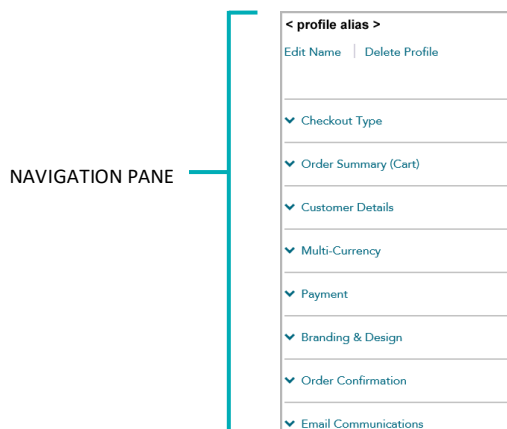 < profile alias >
Edit Name | Delete Profile
Checkout Type
Order Summary (Cart)
Customer Details
NAVIGATION PANE
Multi-Currency
Payment
Branding & Design
Order Confirmation
Email Communications